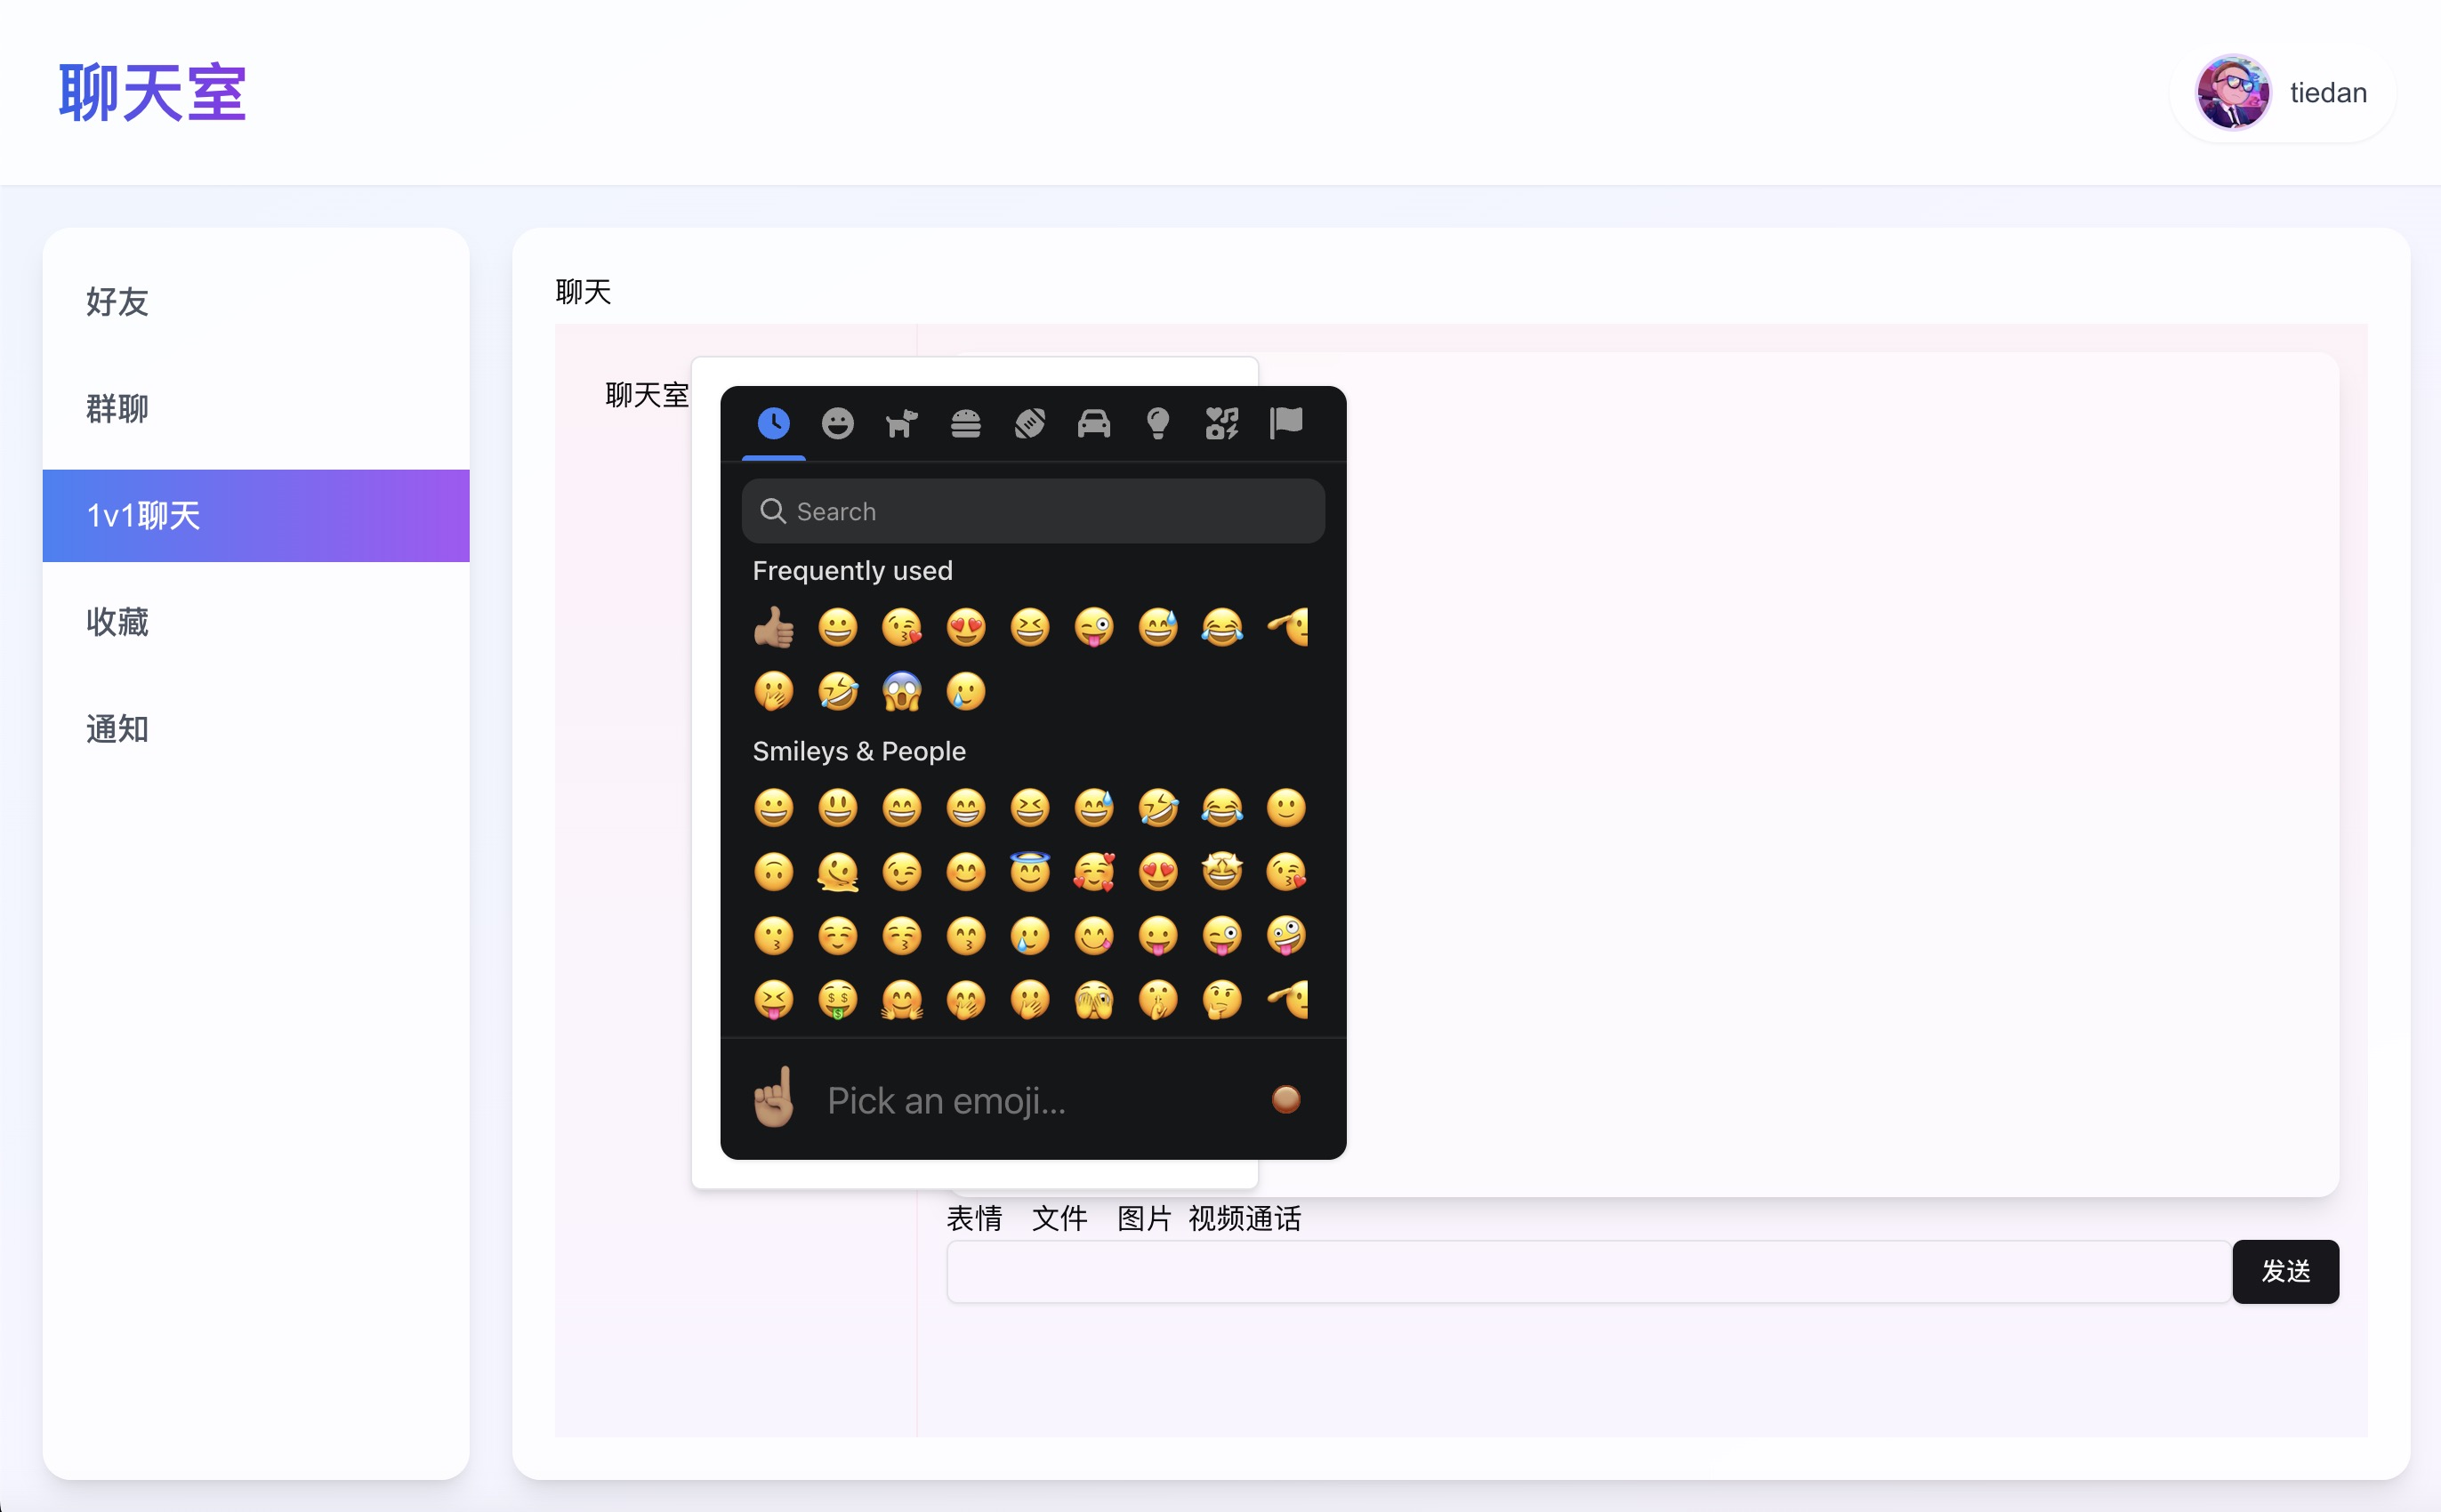 聊天室
tiedan
好友
群聊
1v1聊天
收藏
通知
聊天
聊天室
Search
Frequently used
Smileys & People
Pick an emoji...
表情 文件 图片 视频通话
发送